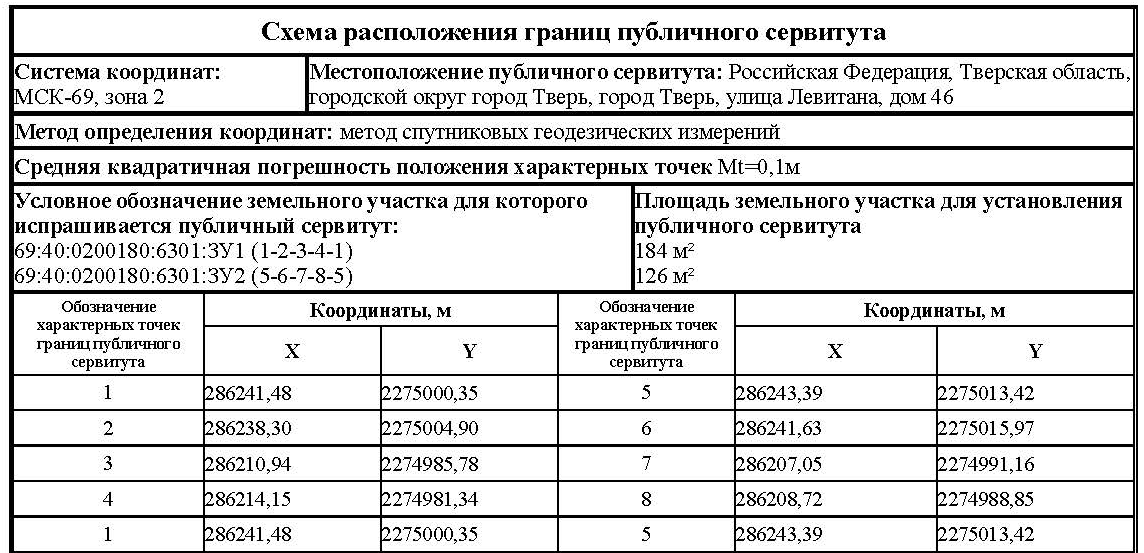 Схема расположения границ публичного сервитута
Система координат:
МСК-69, зона 2
Местоположение публичного сервитута: Российская Федерация, Тверская область,
городской округ город Тверь, город Тверь, улица Левитана, дом 46
Метод определения координат: метод спутниковых геодезических измерений
Средняя квадратичная погрешность положения характерных точек Mt=0,1м
Условное обозначение земельного участка для которого
испрашивается публичный сервитут:
69:40:0200180:6301:ЗУ1 (1-2-3-4-1)
69:40:0200180:6301:ЗУ2 (5-6-7-8-5)
Площадь земельного участка для установления
публичного сервитута
184 м²
126 м²
Обозначение
характерных точек
границ публичного
сервитута
Координаты, м
X Y
Обозначение
характерных точек
границ публичного
сервитута
Координаты, м
X Y
1 286241,48 2275000,35 5 286243,39 2275013,42
2 286238,30 2275004,90 6 286241,63 2275015,97
3 286210,94 2274985,78 7 286207,05 2274991,16
4 286214,15 2274981,34 8 286208,72 2274988,85
1 286241,48 2275000,35 5 286243,39 2275013,42